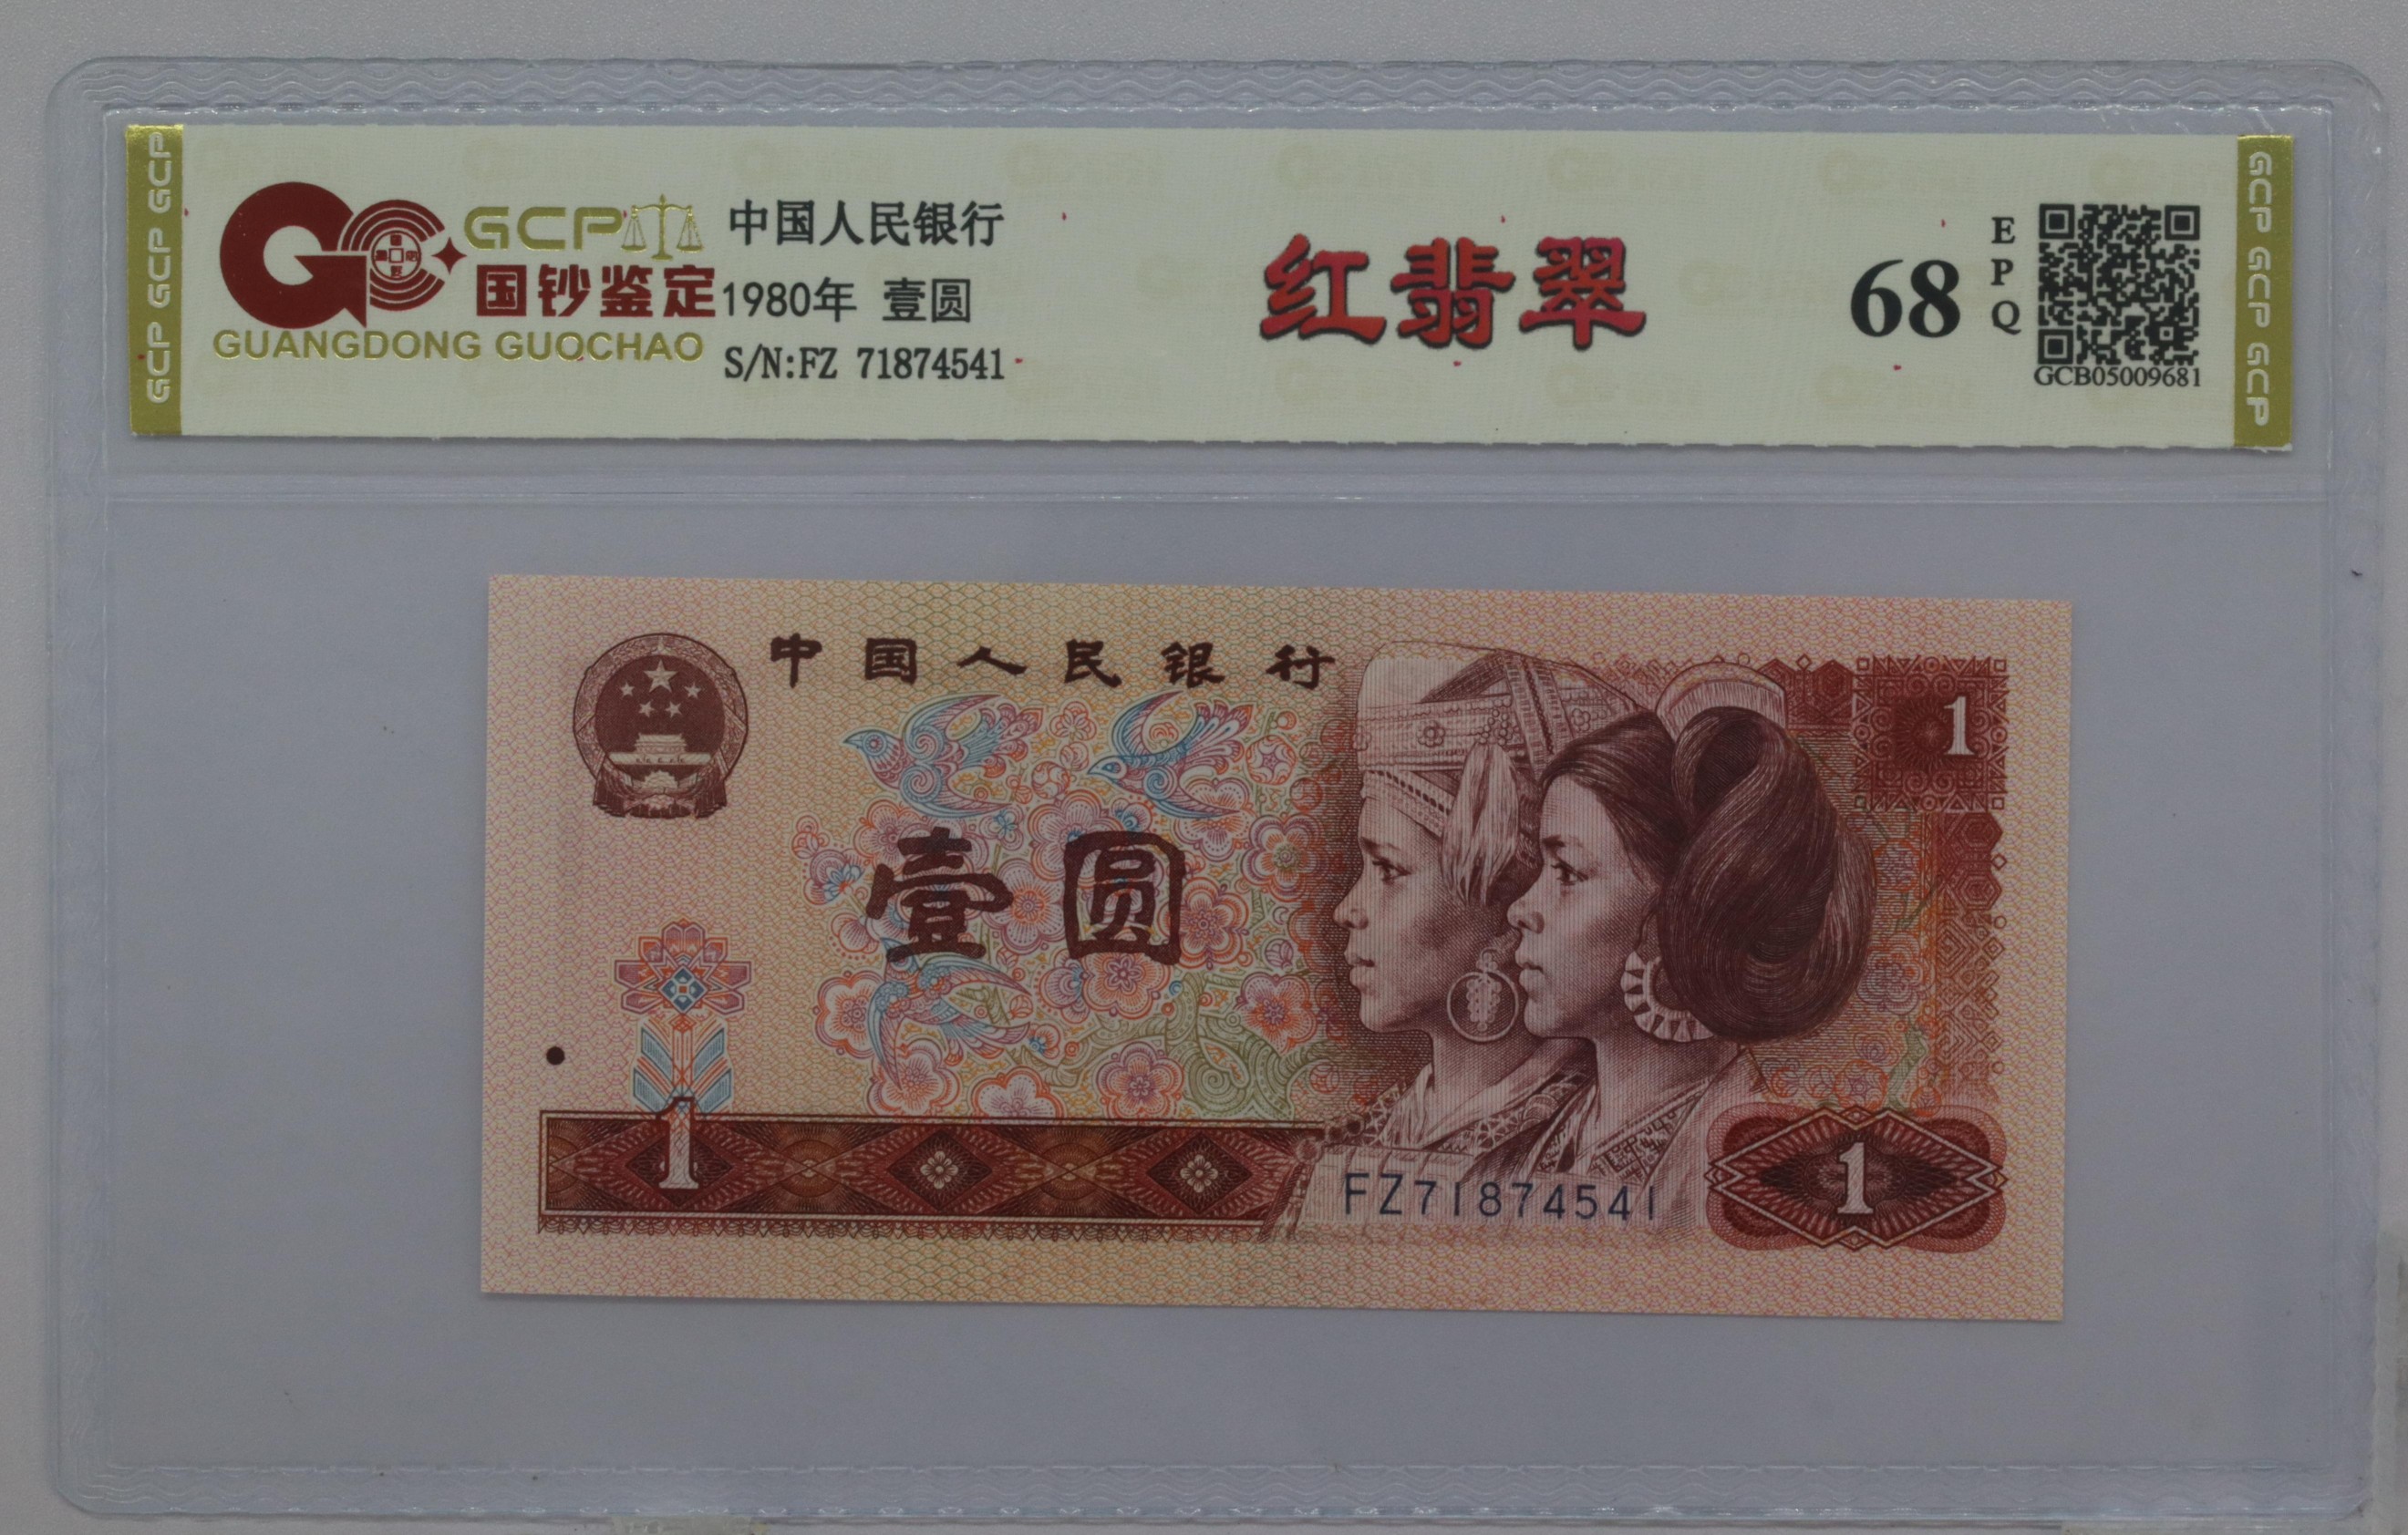 GCP GCP GCP
GCP
国钞鉴定
GUANGDONG GUOCHAO
中国人民银行
1980年 壹圆
S/N:FZ 71874541
红翡翠
68
EPQ
GCB05009681
GCP GCP GCP
中国人民银行
1
壹圆
1
FZ71874541
1